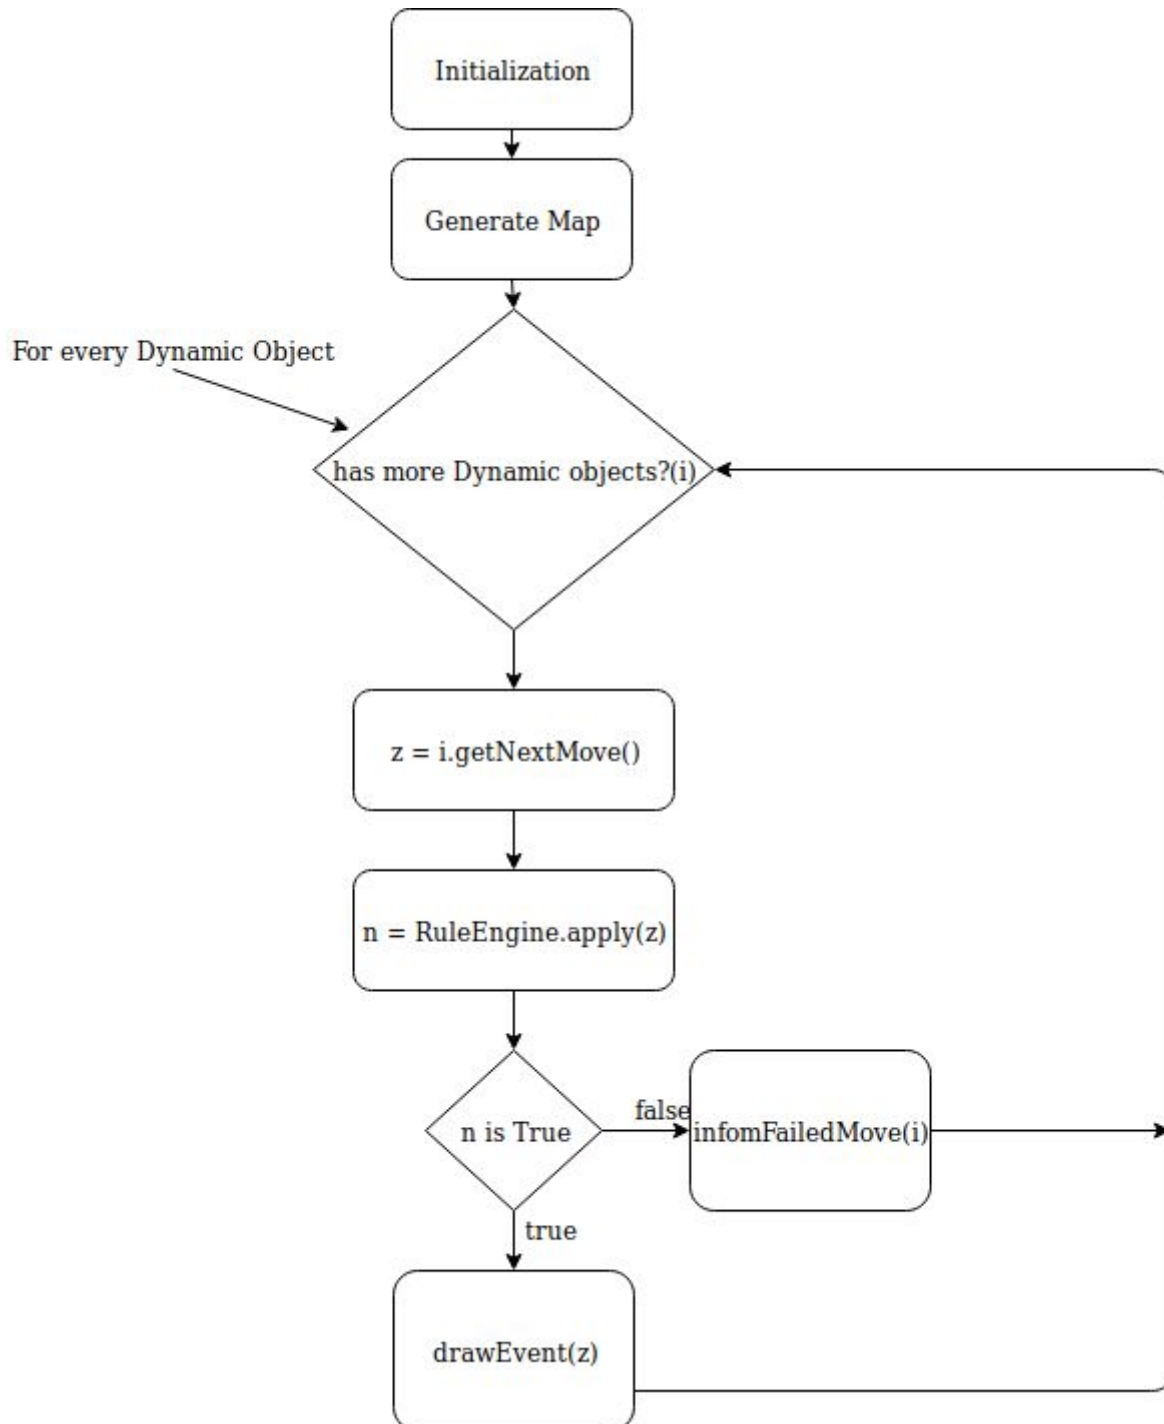 Initialization
Generate Map
For every Dynamic Object
has more Dynamic objects?(i)
z = i.getNextMove()
n = RuleEngine.apply(z)
n is True
false
infomFailedMove(i)
true
drawEvent(z)